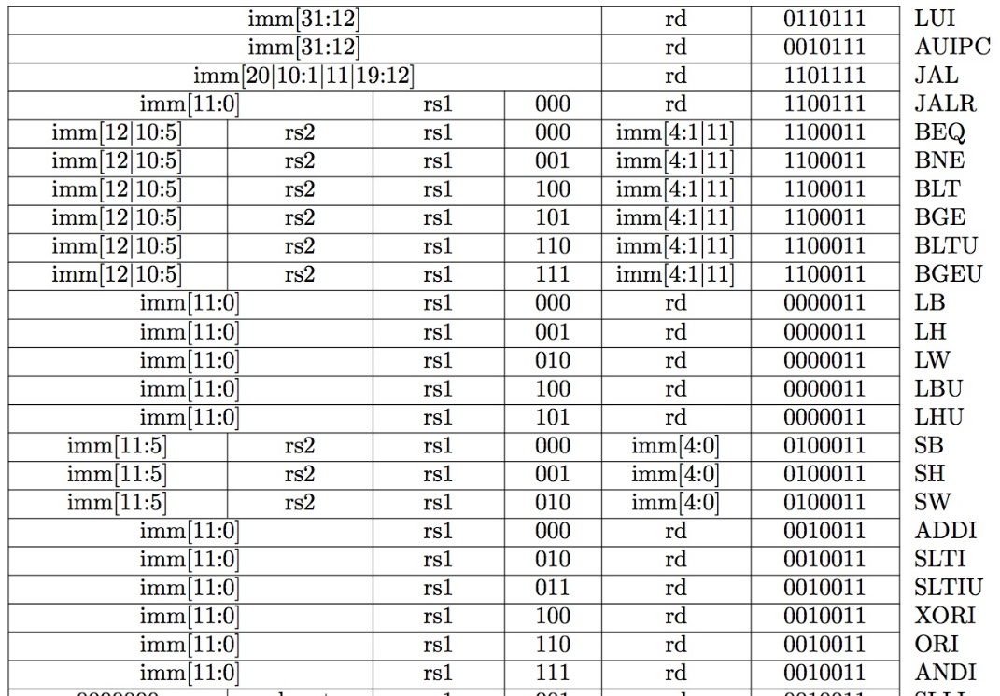 imm[31:12] rd 0110111 LUI
imm[31:12] rd 0010111 AUIPC
imm[20|10:1|11|19:12] rd 1101111 JAL
imm[11:0] rs1 000 rd 1100111 JALR
imm[12|10:5] rs2 rs1 000 imm[4:1|11] 1100011 BEQ
imm[12|10:5] rs2 rs1 001 imm[4:1|11] 1100011 BNE
imm[12|10:5] rs2 rs1 100 imm[4:1|11] 1100011 BLT
imm[12|10:5] rs2 rs1 101 imm[4:1|11] 1100011 BGE
imm[12|10:5] rs2 rs1 110 imm[4:1|11] 1100011 BLTU
imm[12|10:5] rs2 rs1 111 imm[4:1|11] 1100011 BGEU
imm[11:0] rs1 000 rd 0000011 LB
imm[11:0] rs1 001 rd 0000011 LH
imm[11:0] rs1 010 rd 0000011 LW
imm[11:0] rs1 100 rd 0000011 LBU
imm[11:0] rs1 101 rd 0000011 LHU
imm[11:5] rs2 rs1 000 imm[4:0] 0100011 SB
imm[11:5] rs2 rs1 001 imm[4:0] 0100011 SH
imm[11:5] rs2 rs1 010 imm[4:0] 0100011 SW
imm[11:0] rs1 000 rd 0010011 ADDI
imm[11:0] rs1 010 rd 0010011 SLTI
imm[11:0] rs1 011 rd 0010011 SLTIU
imm[11:0] rs1 100 rd 0010011 XORI
imm[11:0] rs1 110 rd 0010011 ORI
imm[11:0] rs1 111 rd 0010011 ANDI